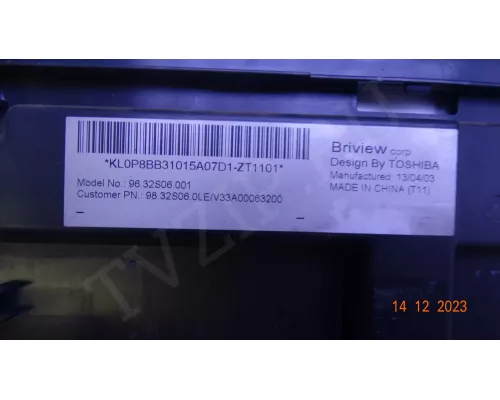 *KL0P8BB31015A07D1-ZT1101*
Model No.: 96.32S06.001
Customer PN.: 98.32S06.0LE/V33A00063200
Briview corp
Design By TOSHIBA
Manufactured: 13/04/03
MADE IN CHINA (T11)
14 12 2023